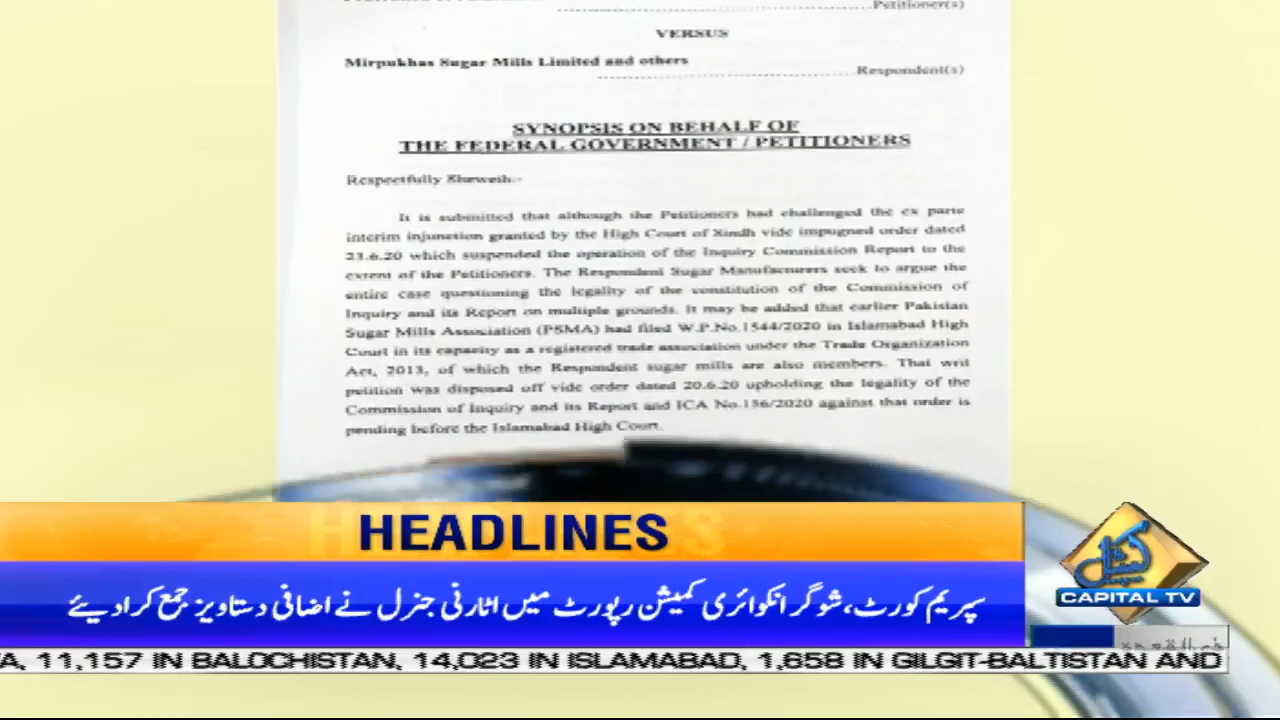 Petitioner(s)
VERSUS
Mirpukhas Sugar Mills Limited and others
Respondent(s)
SYNOPSIS ON BEHALF OF
THE FEDERAL GOVERNMENT / PETITIONERS
Respectfully Sheweth:-
It is submitted that although the Petitioners had challenged the ex parte
interim injunction granted by the High Court of Sindh vide impugned order dated
23.6.20 which suspended the operation of the Inquiry Commission Report to the
extent of the Petitioners. The Respondent Sugar Manufacturers seek to argue the
entire case questioning the legality of the constitution of the Commission of
Inquiry and its Report on multiple grounds. It may be added that earlier Pakistan
Sugar Mills Association (PSMA) had filed W.P.No.1544/2020 in Islamabad High
Court in its capacity as a registered trade association under the Trade Organization
Act, 2013, of which the Respondent sugar mills are also members. That writ
petition was disposed off vide order dated 20.6.20 upholding the legality of the
Commission of Inquiry and its Report and ICA No.156/2020 against that order is
pending before the Islamabad High Court.
HEADLINES
سپریم کورٹ، شوگر انکوائری کمیشن رپورٹ میں اٹارنی جنرل نے اضافی دستاویز جمع کرادیئے
کیپیٹل
CAPITAL TV
11,157 IN BALOCHISTAN, 14,023 IN ISLAMABAD, 1,658 IN GILGIT-BALTISTAN AND